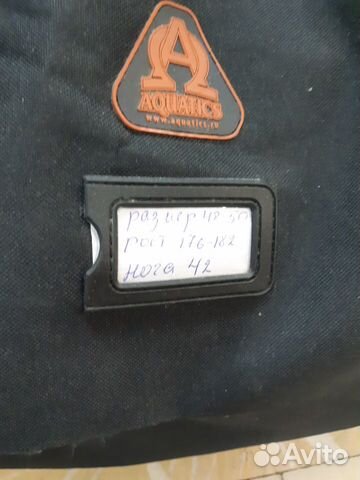 AQUATICS
www.aquatics.ru
размер 48-50
рост 176-182
нога 42
Avito